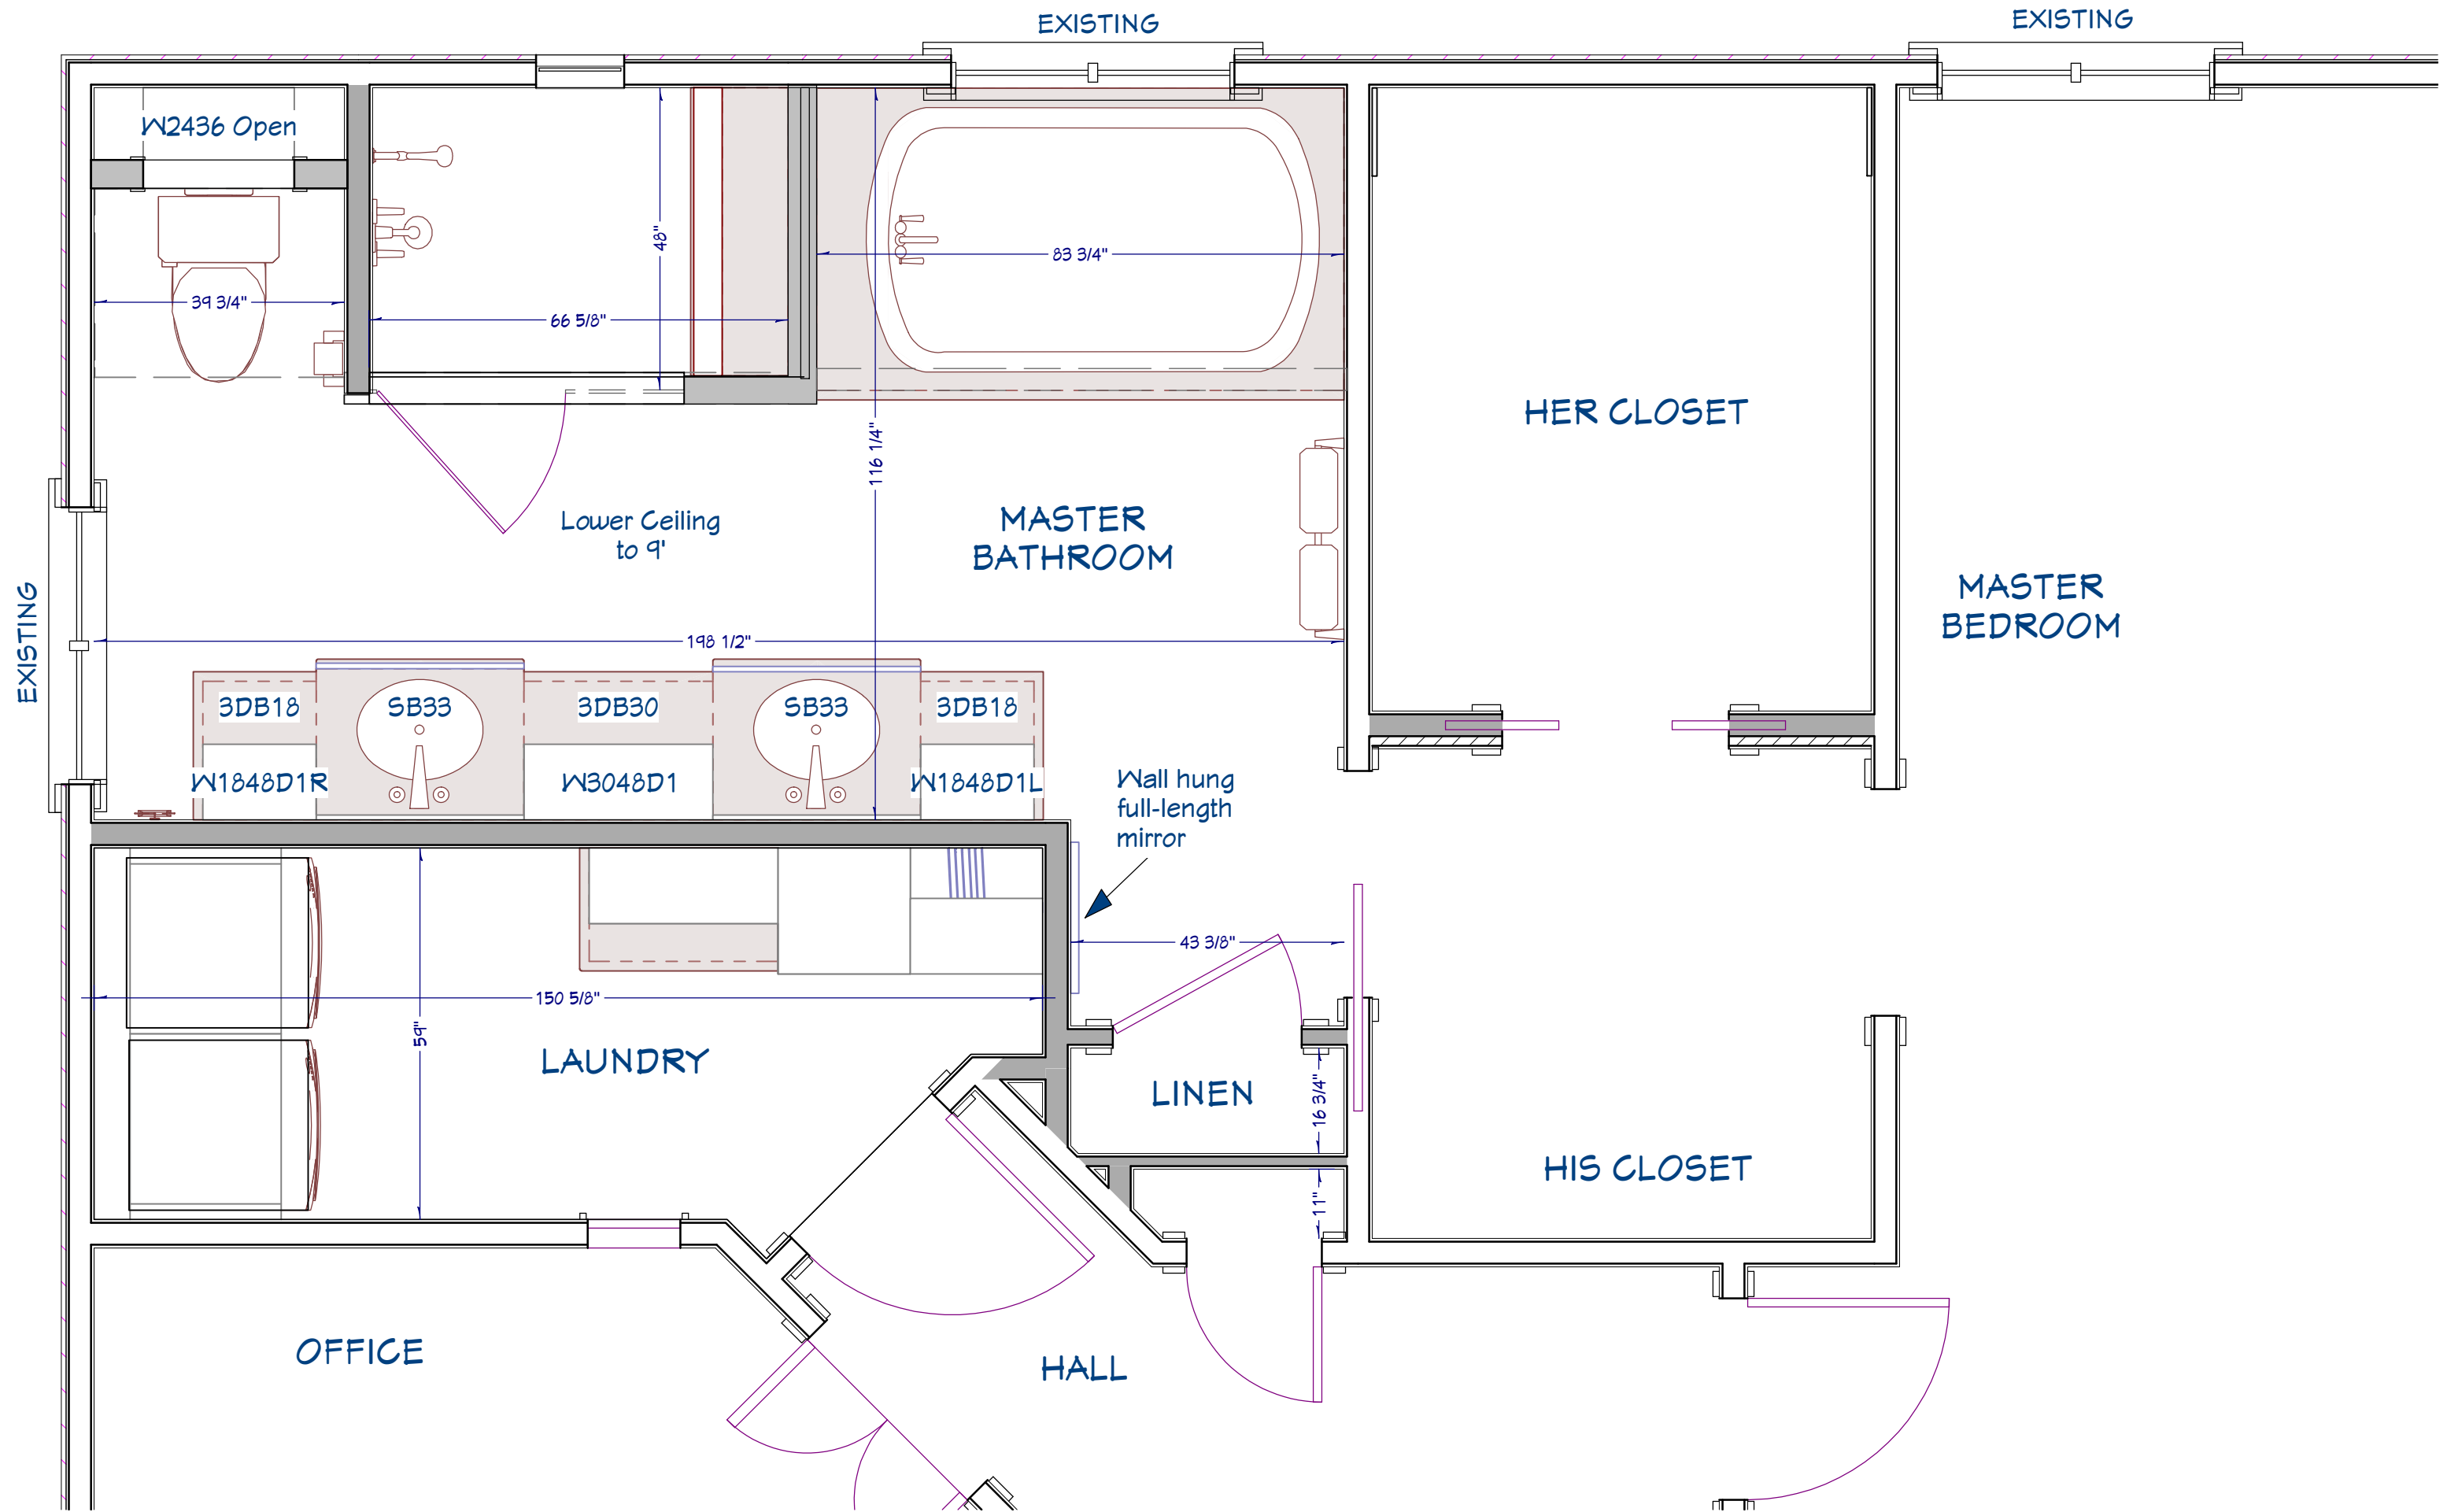 EXISTING
EXISTING
W2436 Open
48"
83 3/4"
39 3/4"
66 5/8"
HER CLOSET
116 1/4"
Lower Ceiling
to 9'
MASTER
BATHROOM
MASTER
BEDROOM
EXISTING
198 1/2"
3DB18
SB33
3DB30
SB33
3DB18
W1848D1R
W3048D1
W1848D1L
Wall hung
full-length
mirror
43 3/8"
150 5/8"
59"
LAUNDRY
LINEN
16 3/4"
HIS CLOSET
11"
OFFICE
HALL